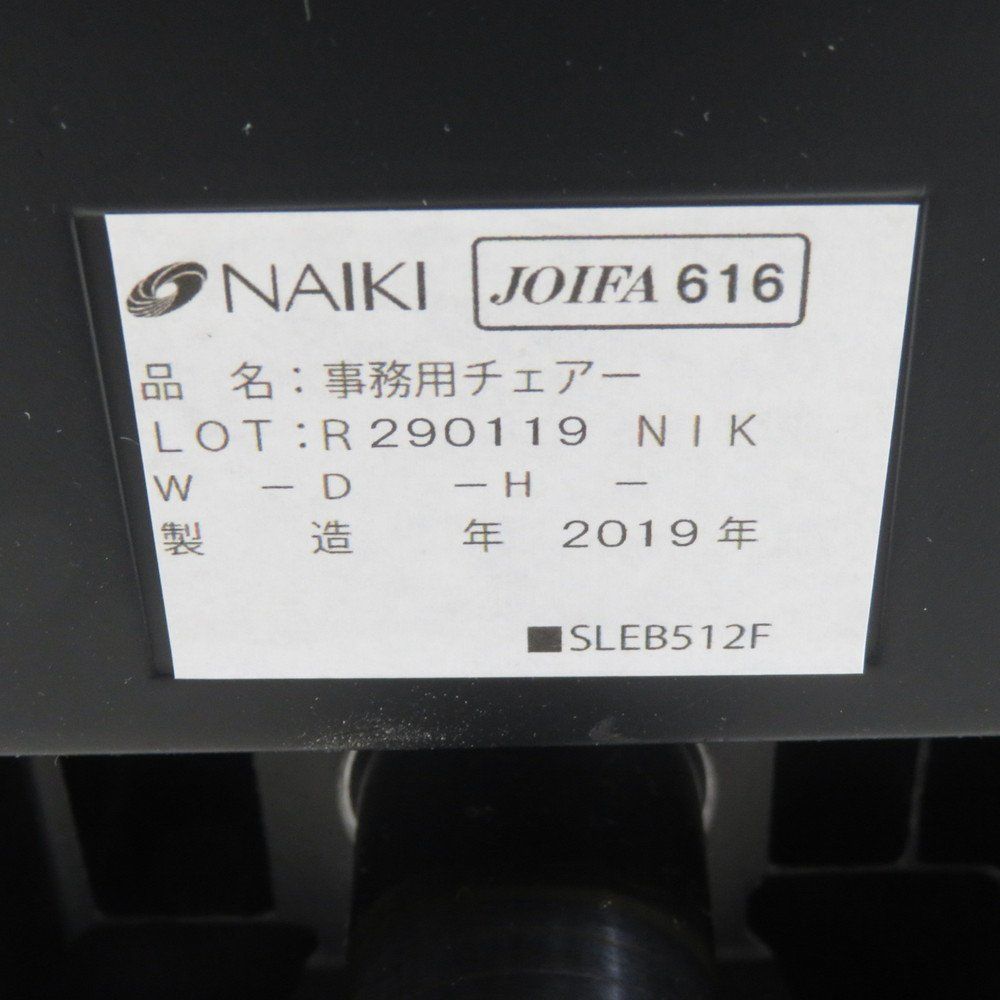 NAIKI JOIFA 616
品 名：事務用チェアー
LOT：R290119 NIK
W －D －H －
製 造 年 2019年
■SLEB512F